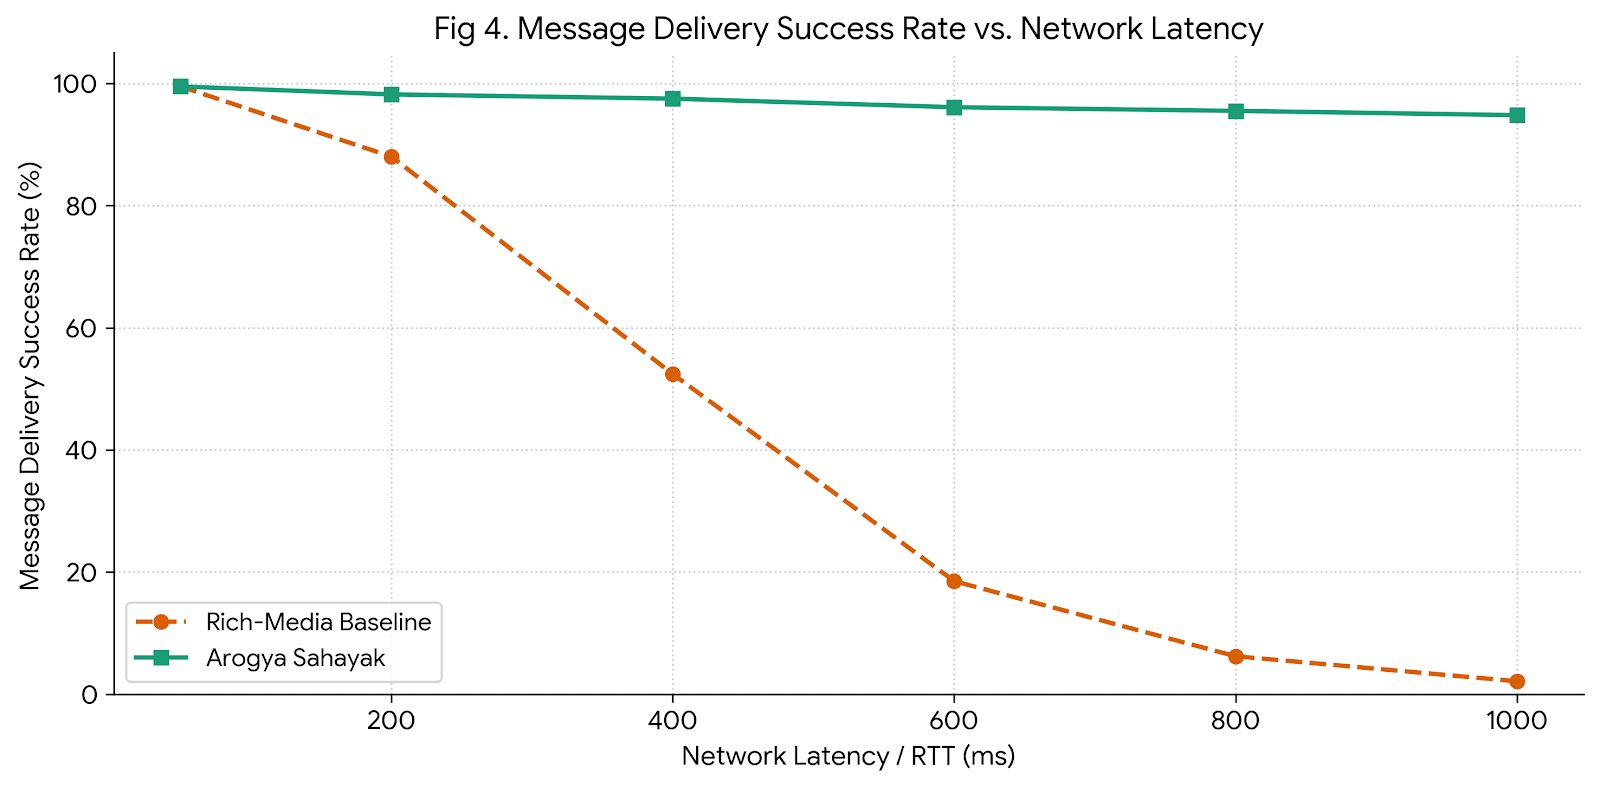 Fig 4. Message Delivery Success Rate vs. Network Latency
Message Delivery Success Rate (%)
100
80
60
40
20
0
Rich-Media Baseline
Arogya Sahayak
200
400
600
800
1000
Network Latency / RTT (ms)